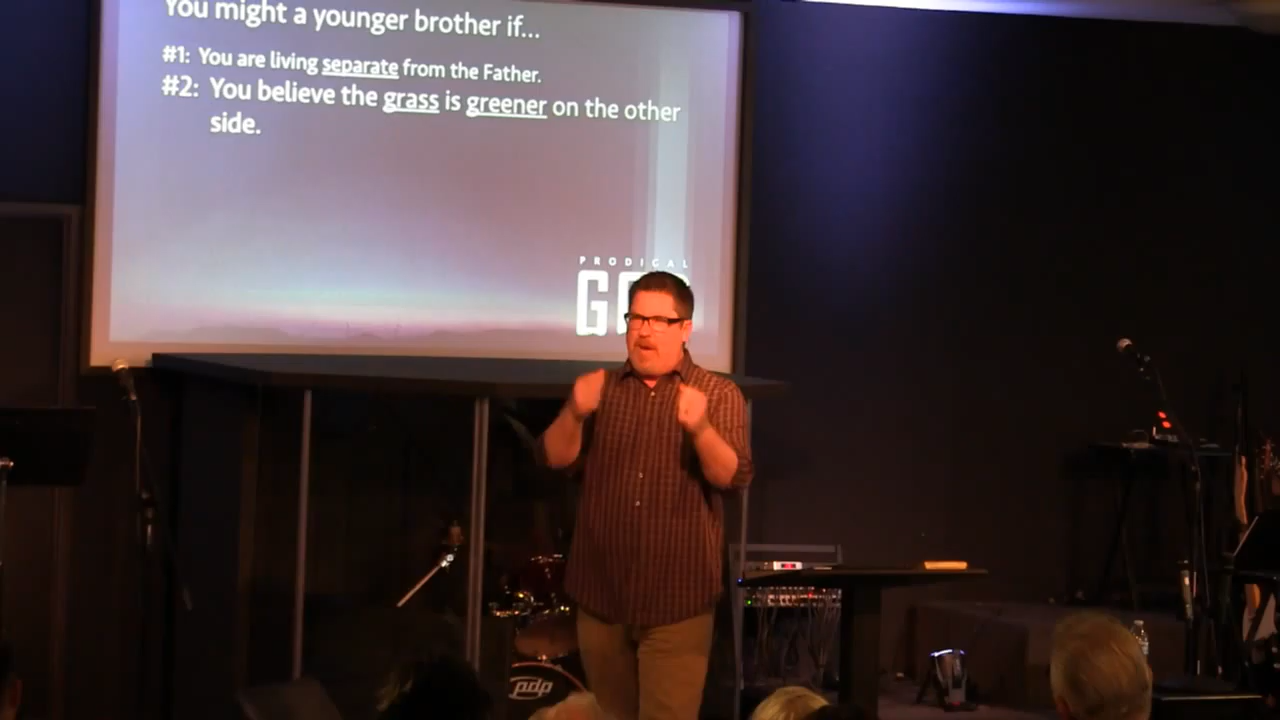 You might a younger brother if...
#1: You are living separate from the Father.
#2: You believe the grass is greener on the other
side.
PRODIGAL
pdp